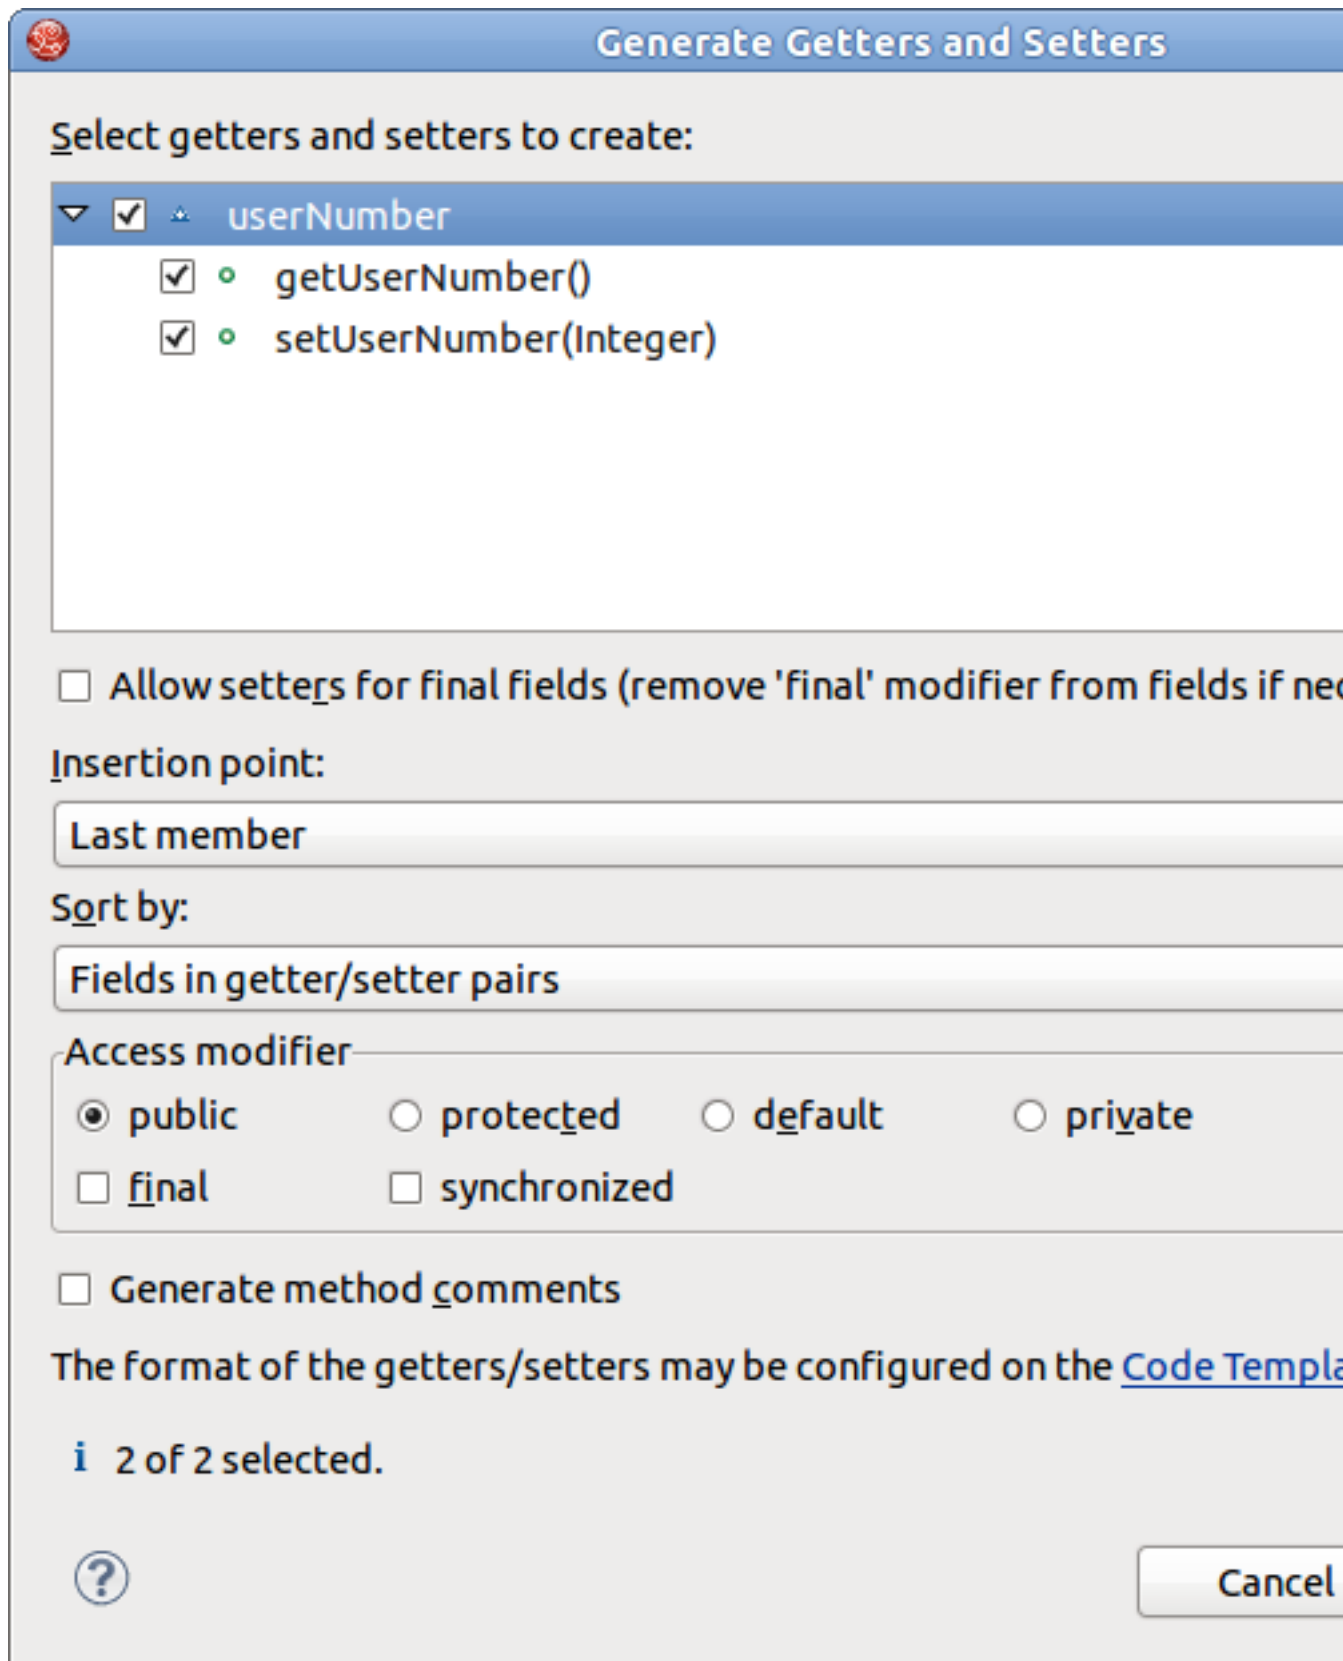 Generate Getters and Setters
Select getters and setters to create:
userNumber
getUserNumber()
setUserNumber(Integer)
Allow setters for final fields (remove 'final' modifier from fields if
Insertion point:
Last member
Sort by:
Fields in getter/setter pairs
Access modifier
public protected default private
final synchronized
Generate method comments
The format of the getters/setters may be configured on the Code
i 2 of 2 selected.
?
Cancel